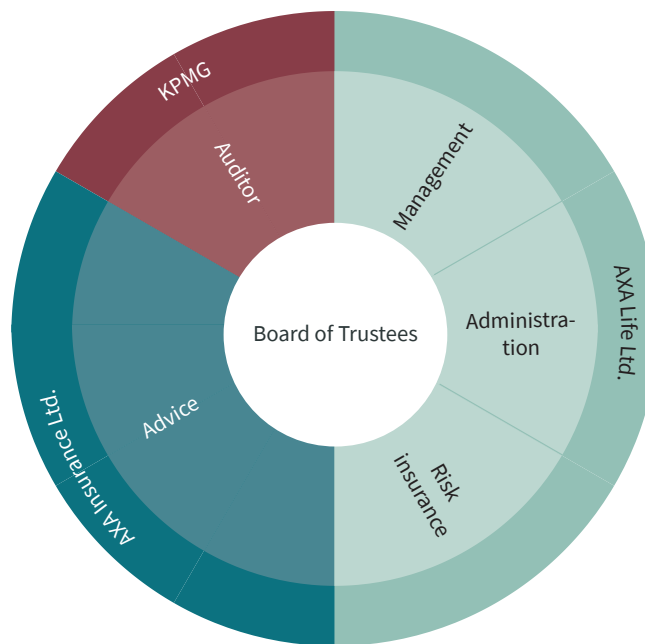 KPMG
Auditor
Management
Administra-
tion
AXA Life Ltd.
Board of Trustees
Advice
AXA Insurance Ltd.
Risk
insurance